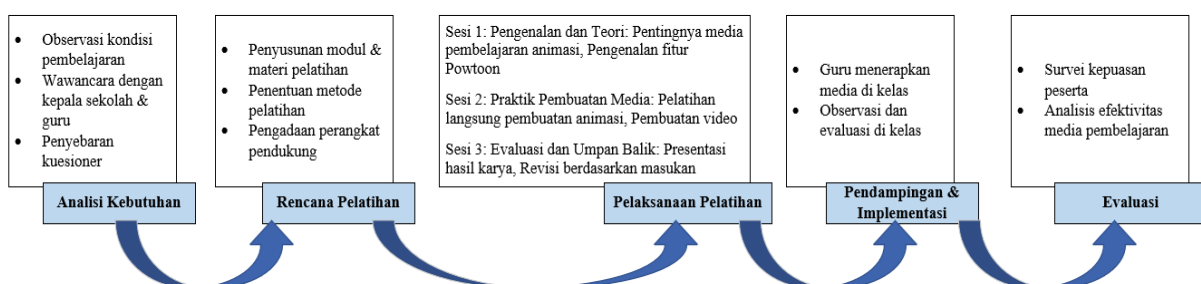 • Observasi kondisi
pembelajaran
• Wawancara dengan
kepala sekolah &
guru
• Penyebaran
kuesioner
Analisi Kebutuhan
• Penyusunan modul &
materi pelatihan
• Penentuan metode
pelatihan
• Pengadaan perangkat
pendukung
Rencana Pelatihan
Sesi 1: Pengenalan dan Teori: Pentingnya media
pembelajaran animasi, Pengenalan fitur
Powtoon
Sesi 2: Praktik Pembuatan Media: Pelatihan
langsung pembuatan animasi, Pembuatan video
Sesi 3: Evaluasi dan Umpan Balik: Presentasi
hasil karya, Revisi berdasarkan masukan
Pelaksanaan Pelatihan
• Guru menerapkan
media di kelas
• Observasi dan
evaluasi di kelas
Pendampingan &
Implementasi
• Survei kepuasan
peserta
• Analisis efektivitas
media pembelajaran
Evaluasi